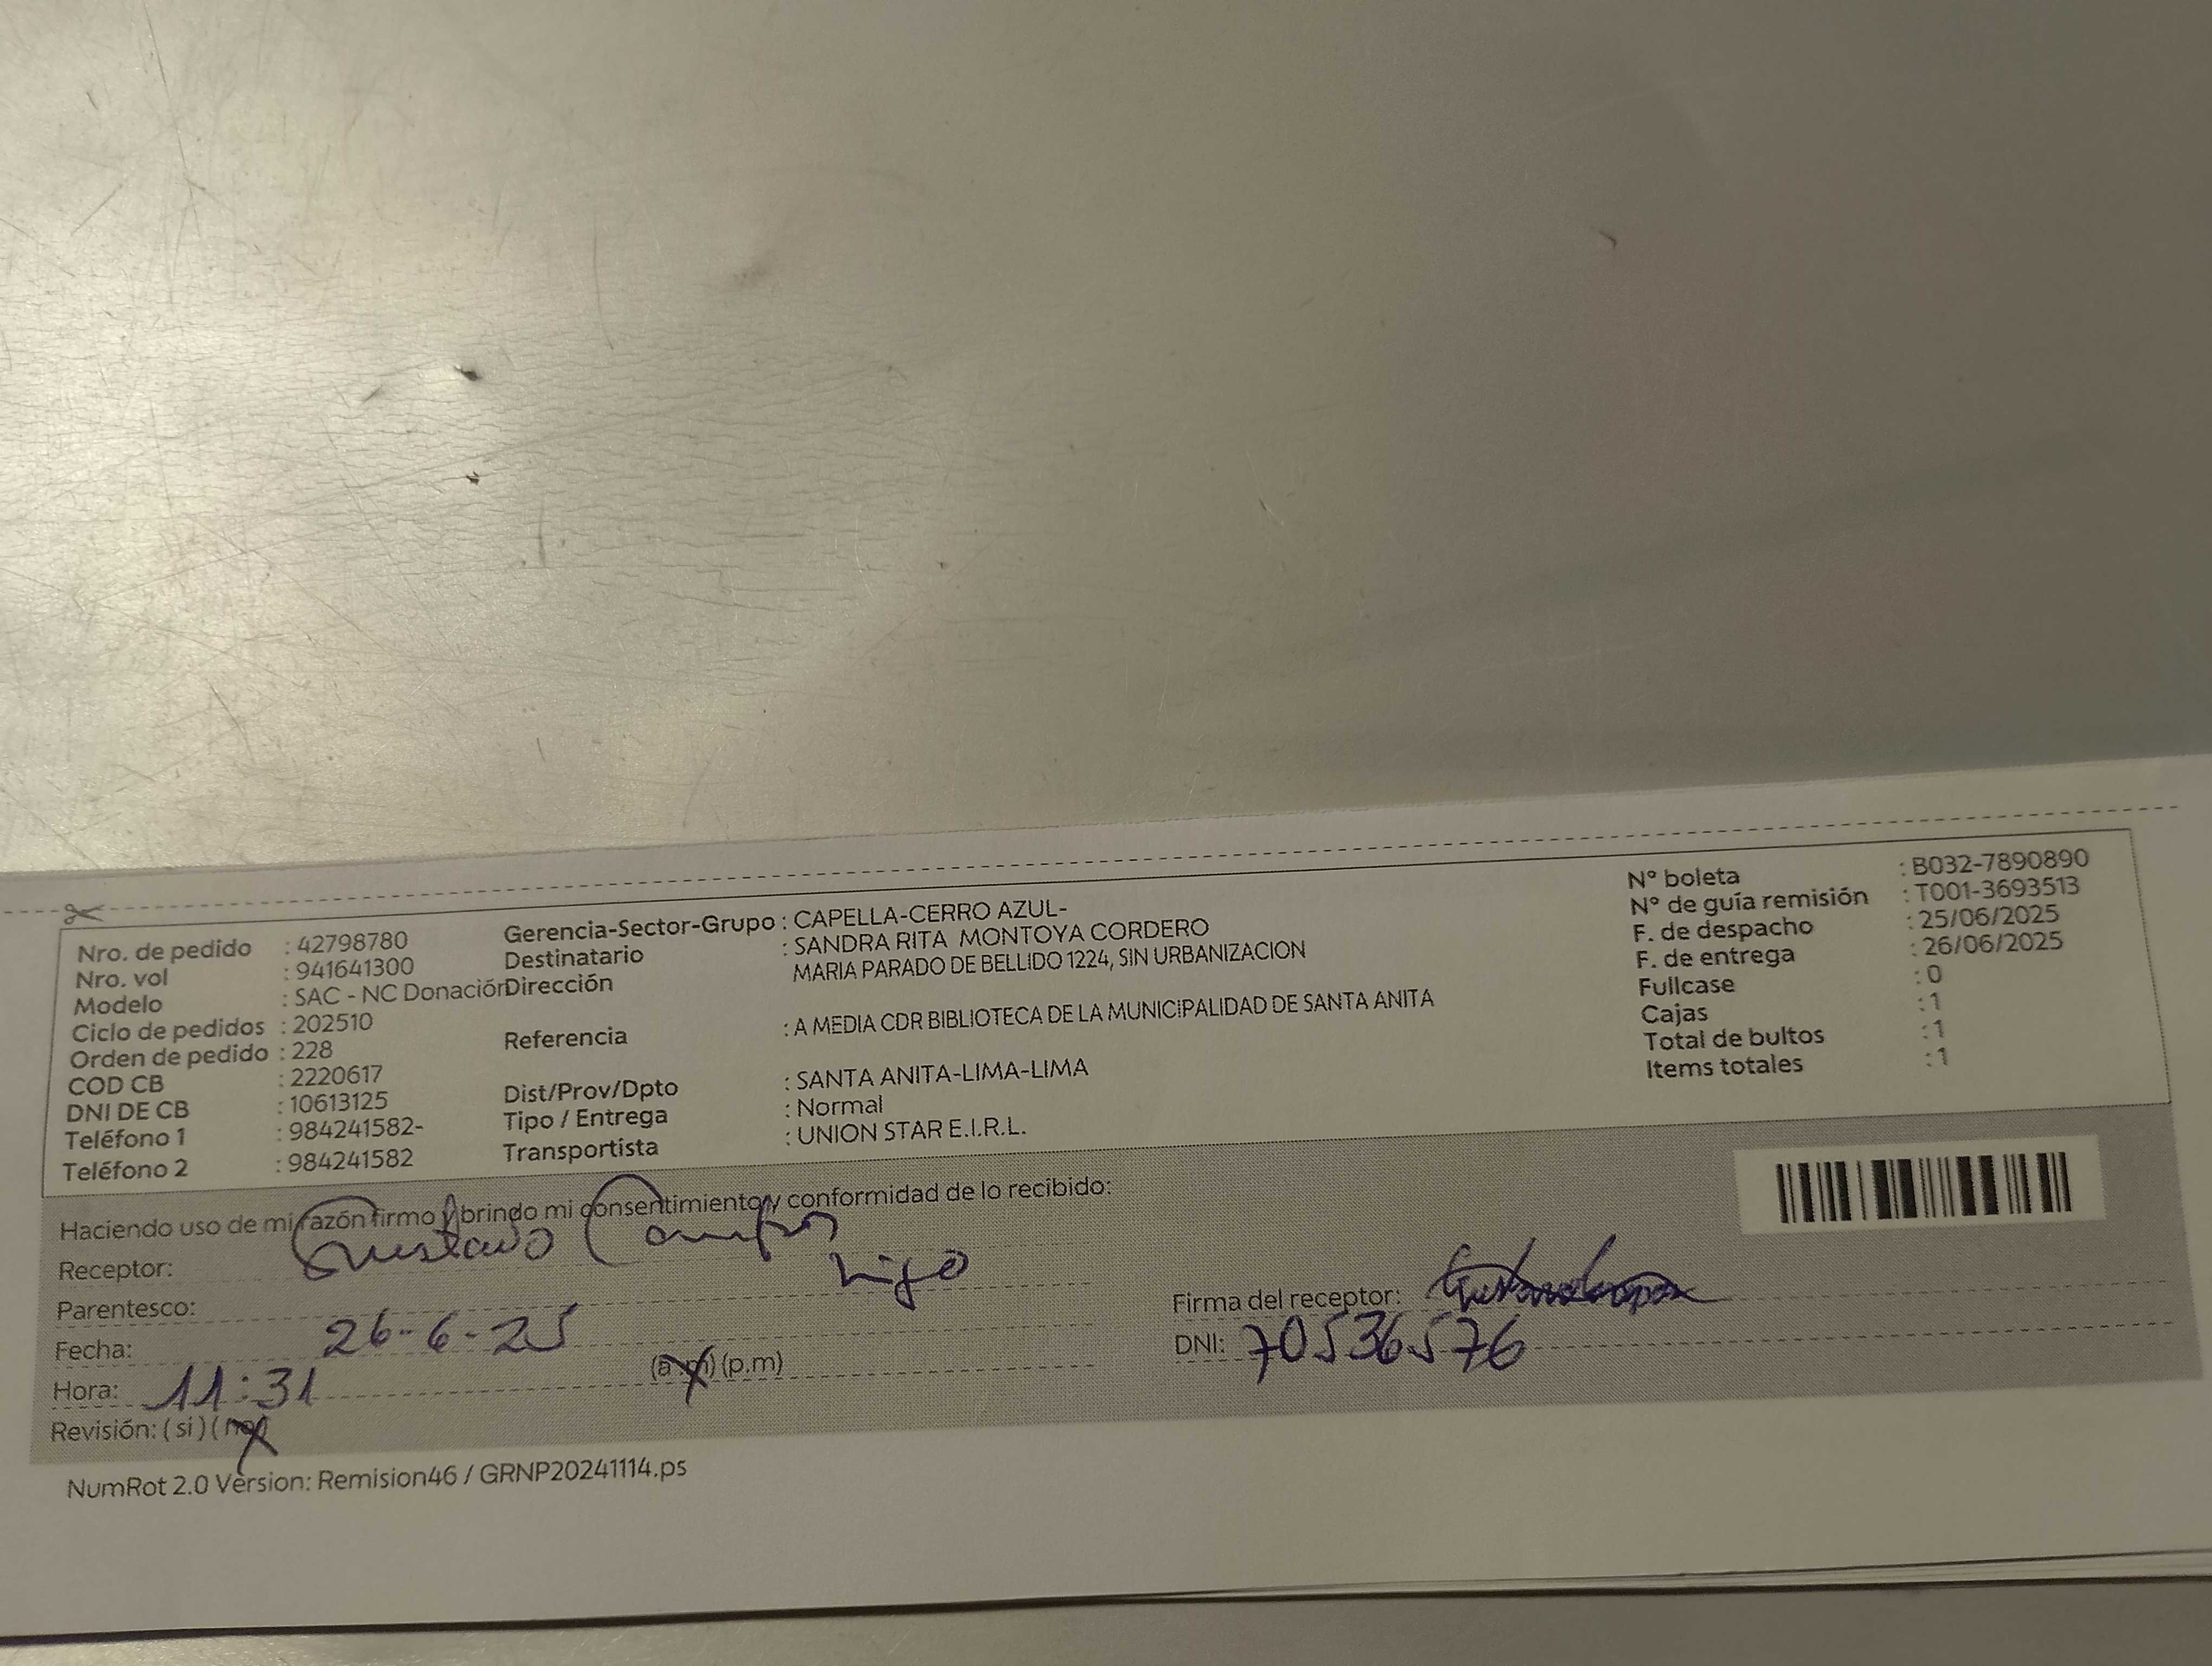 Nro. de pedido : 42798780
Nro. vol : 941641300
Modelo : SAC - NC Donación
Ciclo de pedidos : 202510
Orden de pedido : 228
COD CB : 2220617
DNI DE CB : 10613125
Teléfono 1 : 984241582-
Teléfono 2 : 984241582
Gerencia-Sector-Grupo : CAPELLA-CERRO AZUL-
Destinatario : SANDRA RITA MONTOYA CORDERO
Dirección MARIA PARADO DE BELLIDO 1224, SIN URBANIZACION
Referencia : A MEDIA CDR BIBLIOTECA DE LA MUNICIPALIDAD DE SANTA ANITA
Dist/Prov/Dpto : SANTA ANITA-LIMA-LIMA
Tipo / Entrega : Normal
Transportista : UNION STAR E.I.R.L.
N° boleta : B032-7890890
N° de guía remisión : T001-3693513
F. de despacho : 25/06/2025
F. de entrega : 26/06/2025
Fullcase : 0
Cajas : 1
Total de bultos : 1
Items totales : 1
Haciendo uso de mi razón firmo y brindo mi consentimiento y conformidad de lo recibido:
Receptor: Gustavo Campos
Parentesco: hijo
Fecha: 26-6-25
Hora: 11:31 (a.m) (p.m)
Revisión: ( si ) ( no )
Firma del receptor:
DNI: 70536576
NumRot 2.0 Version: Remision46 / GRNP20241114.ps